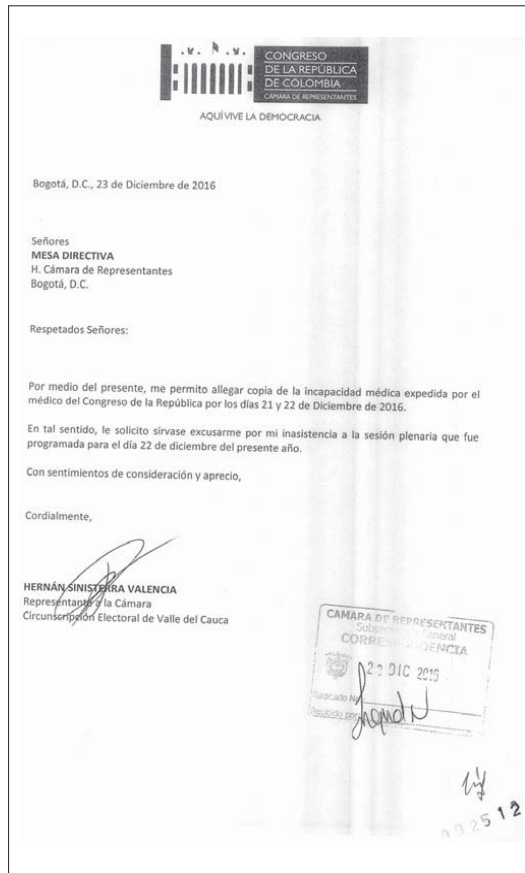 CONGRESO
DE LA REPÚBLICA
DE COLOMBIA
CÁMARA DE REPRESENTANTES
AQUÍ VIVE LA DEMOCRACIA
Bogotá, D.C., 23 de Diciembre de 2016
Señores
MESA DIRECTIVA
H. Cámara de Representantes
Bogotá, D.C.
Respetados Señores:
Por medio del presente, me permito allegar copia de la incapacidad médica expedida por el
médico del Congreso de la República por los días 21 y 22 de Diciembre de 2016.
En tal sentido, le solicito sírvase excusarme por mi inasistencia a la sesión plenaria que fue
programada para el día 22 de diciembre del presente año.
Con sentimientos de consideración y aprecio,
Cordialmente,
HERNÁN SINISTERRA VALENCIA
Representante a la Cámara
Circunscripción Electoral de Valle del Cauca
CAMARA DE REPRESENTANTES
General
CORRESPONDENCIA
DIC
Radicado No
Recibido por
2512